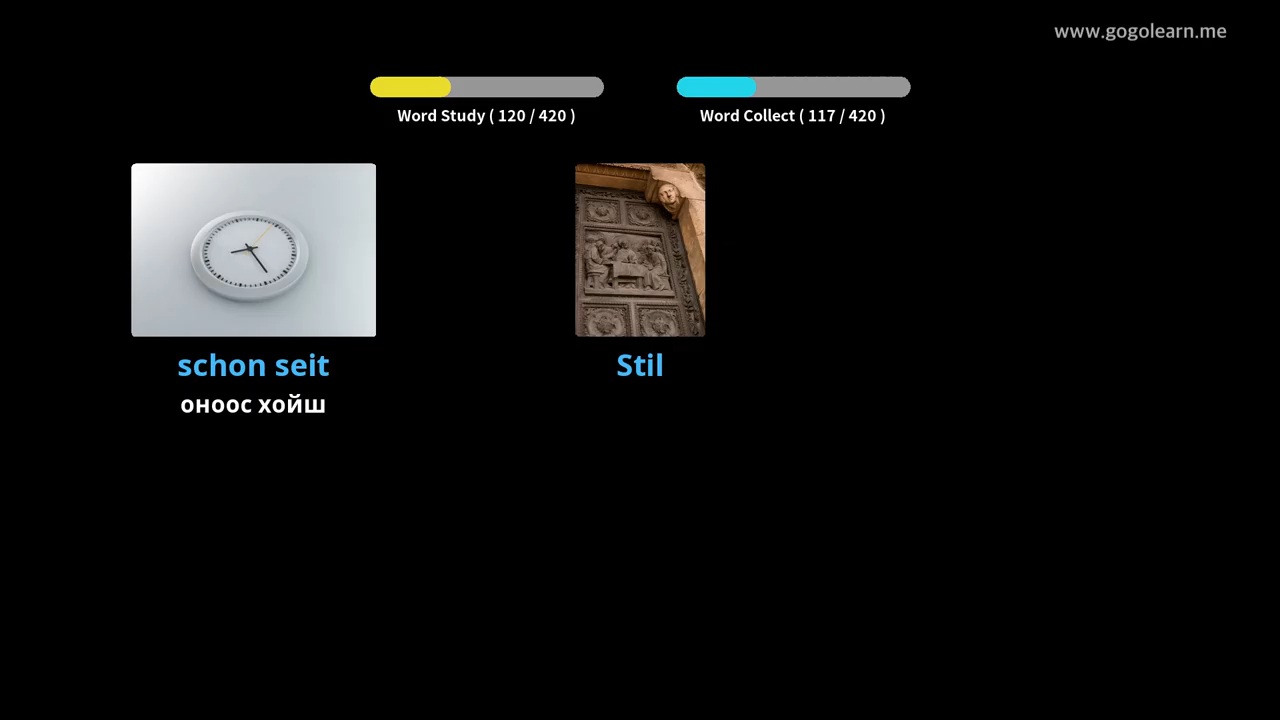 www.gogolearn.me
Word Study ( 120 / 420 )
Word Collect ( 117 / 420 )
schon seit
Stil
оноос хойш